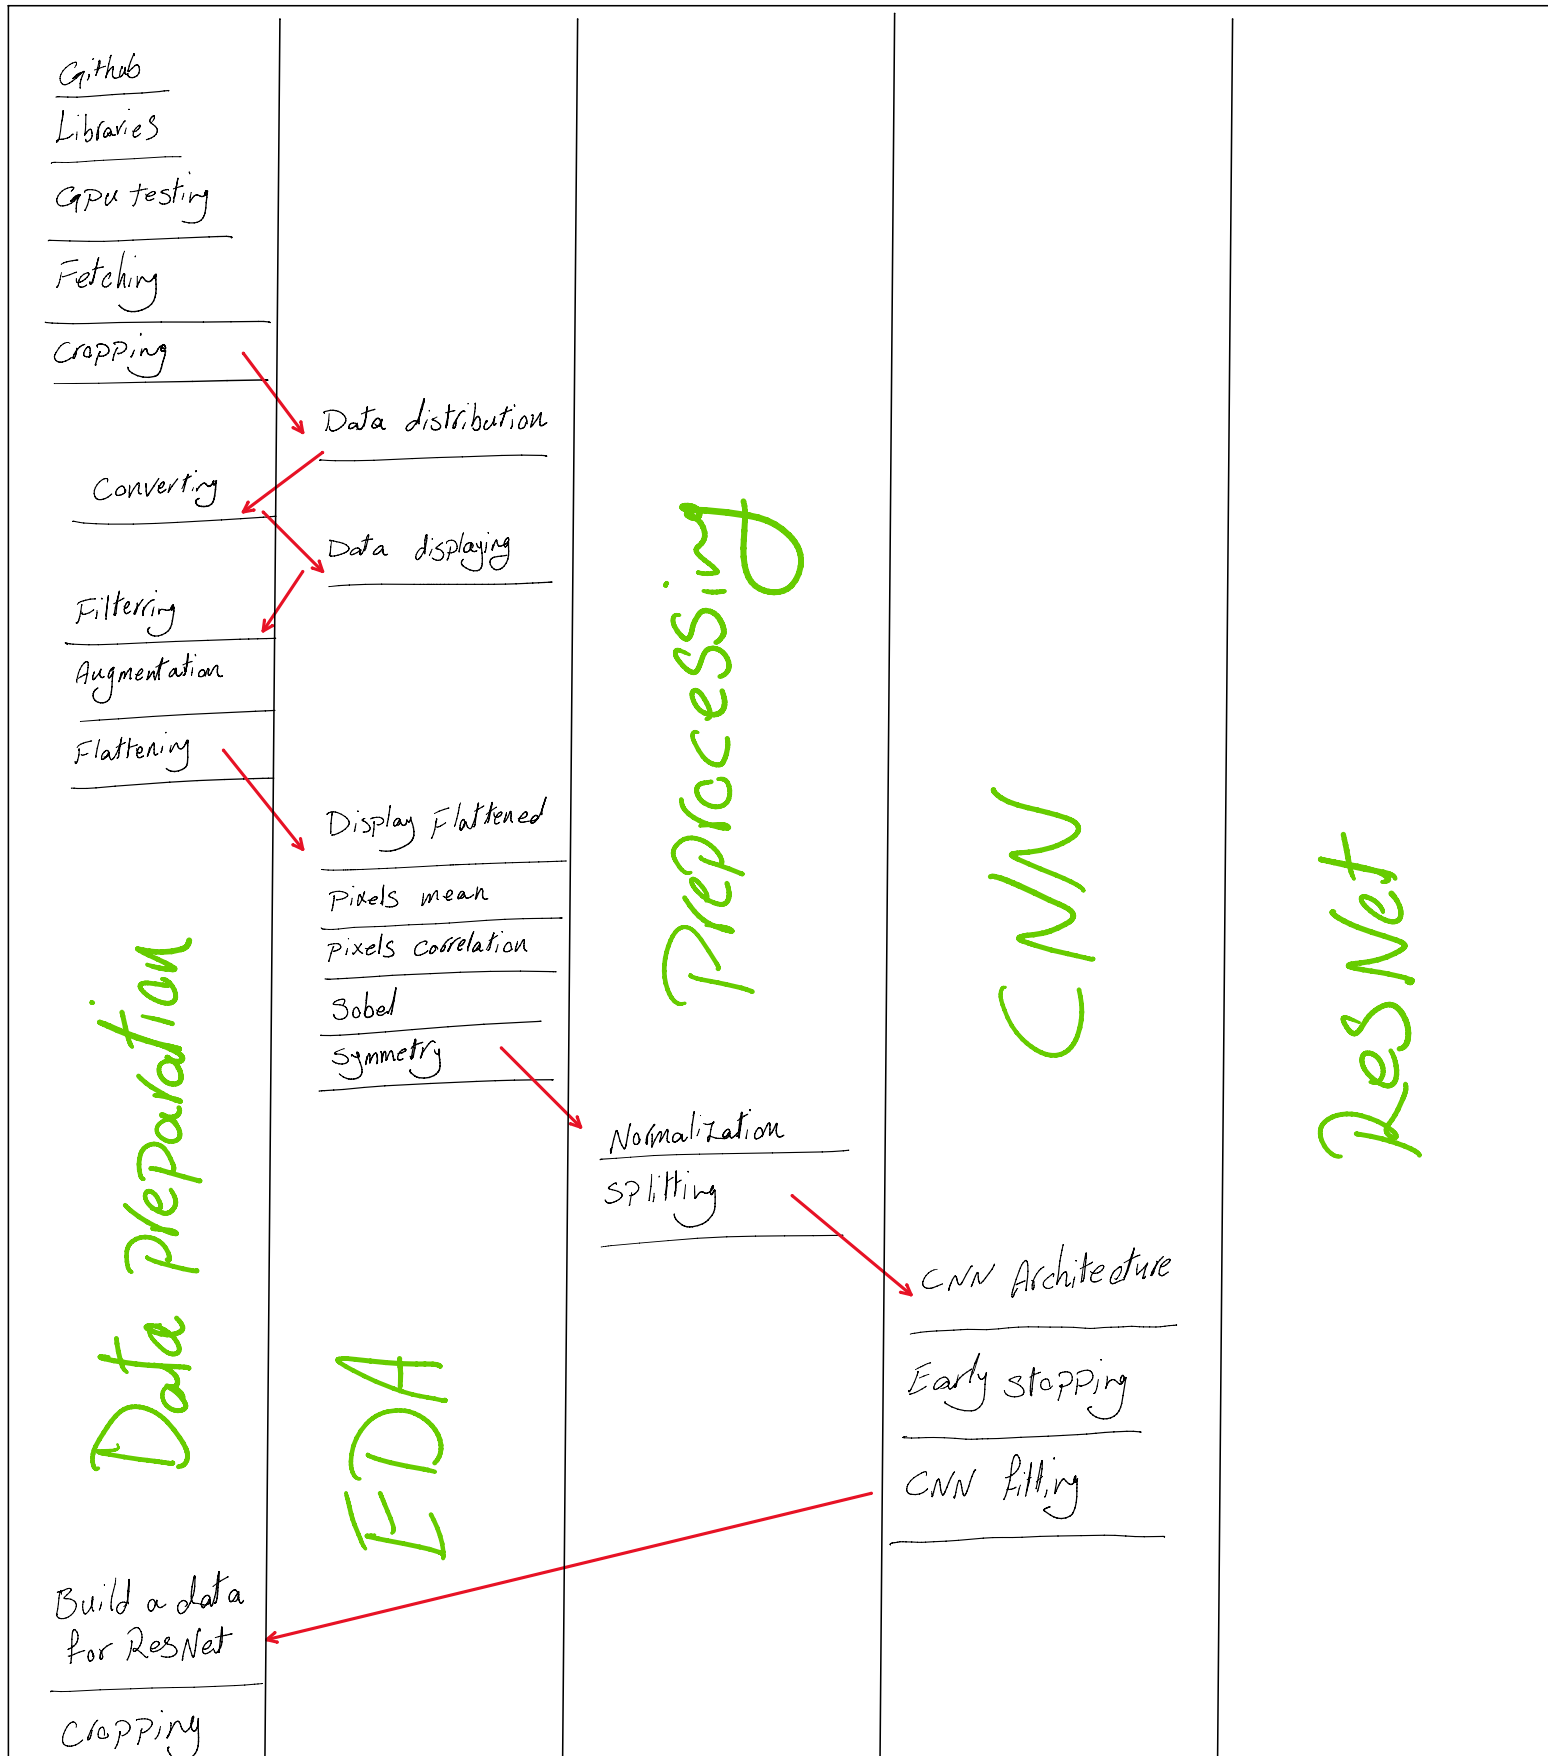 Github
Libraries
GPU testing
Fetching
Cropping
Data distribution
Converting
Data displaying
Filterring
Augmentation
Flattening
Display Flattened
Pixels mean
Pixels correlation
Sobel
Symmetry
Normalization
Splitting
CNN Architecture
Early stopping
CNN fitting
Build a data
for ResNet
Cropping
Data preparation
EDA
Preprocessing
CNN
ResNet